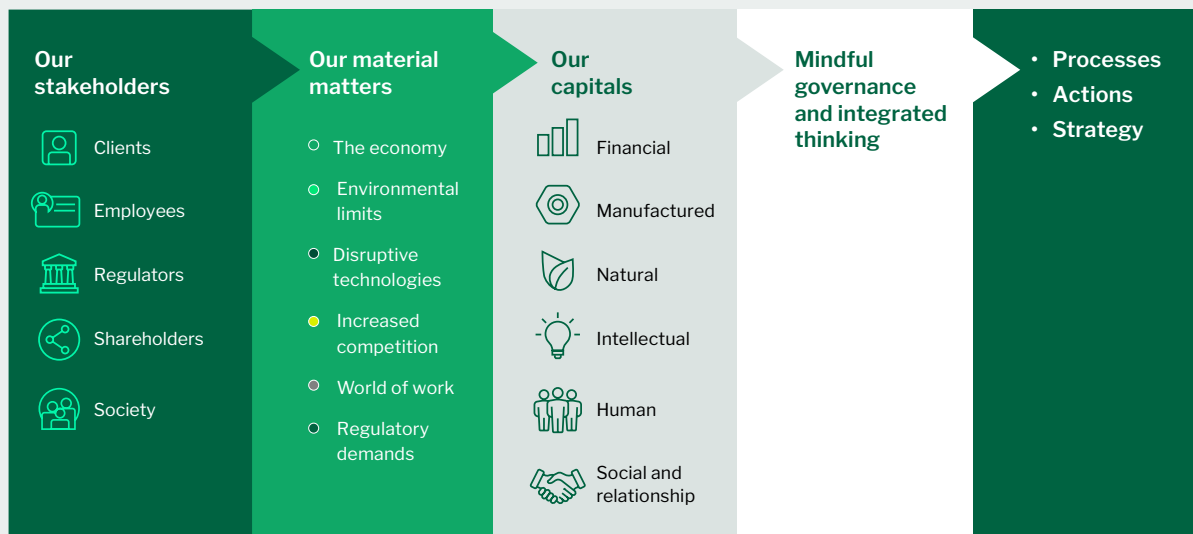 Our
stakeholders
Clients
Employees
Regulators
Shareholders
Society
Our material
matters
The economy
Environmental
limits
Disruptive
technologies
Increased
competition
World of work
Regulatory
demands
Our
capitals
Financial
Manufactured
Natural
Intellectual
Human
Social and
relationship
Mindful
governance
and integrated
thinking
• Processes
• Actions
• Strategy